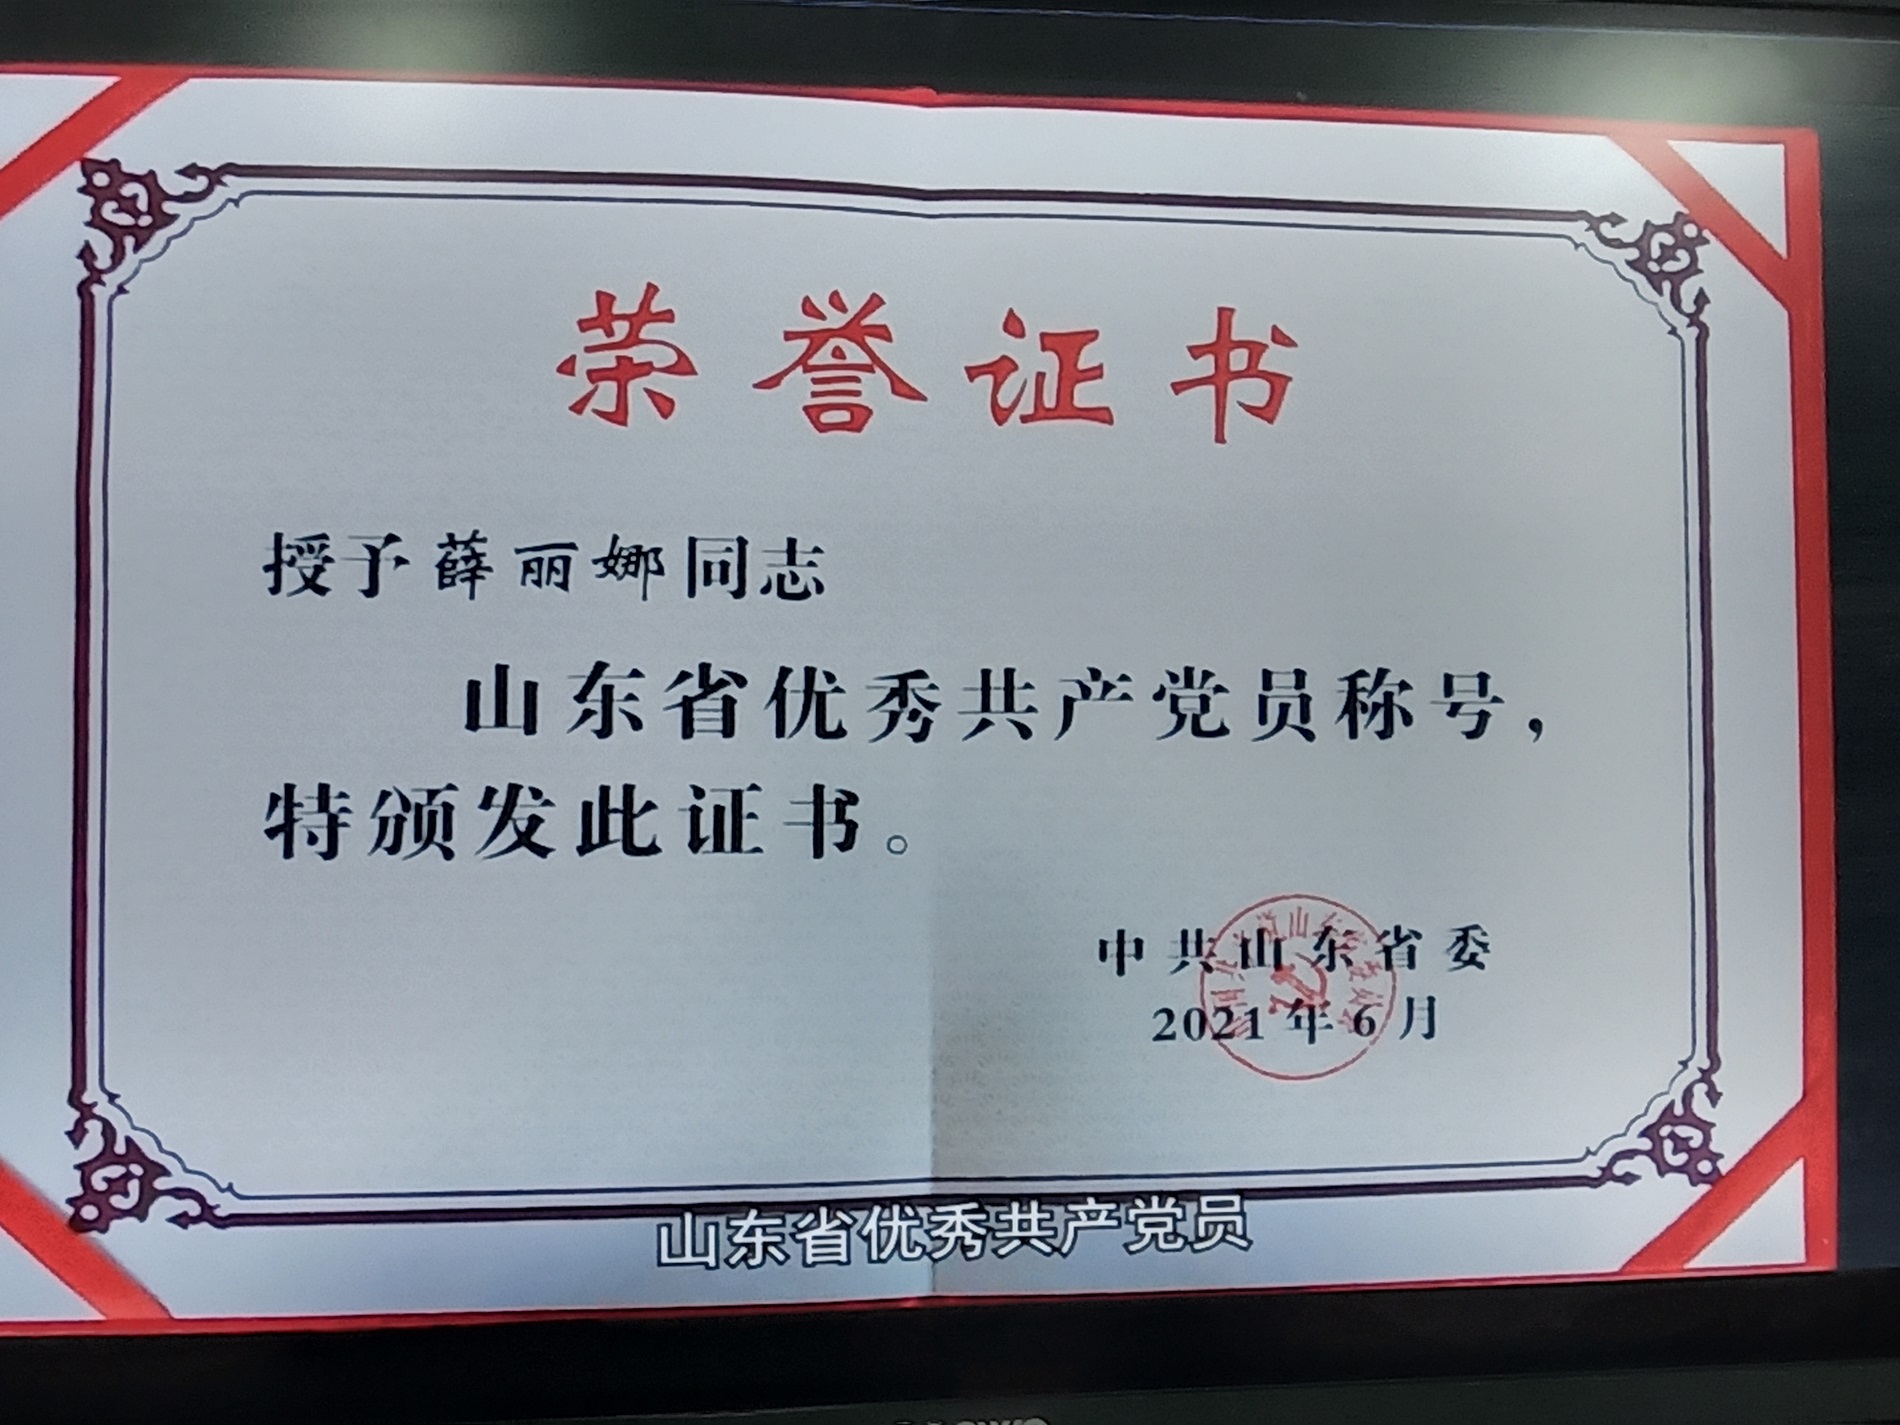 荣誉证书
授予薛丽娜同志
山东省优秀共产党员称号，
特颁发此证书。
中共山东省委
2021年6月
山东省优秀共产党员